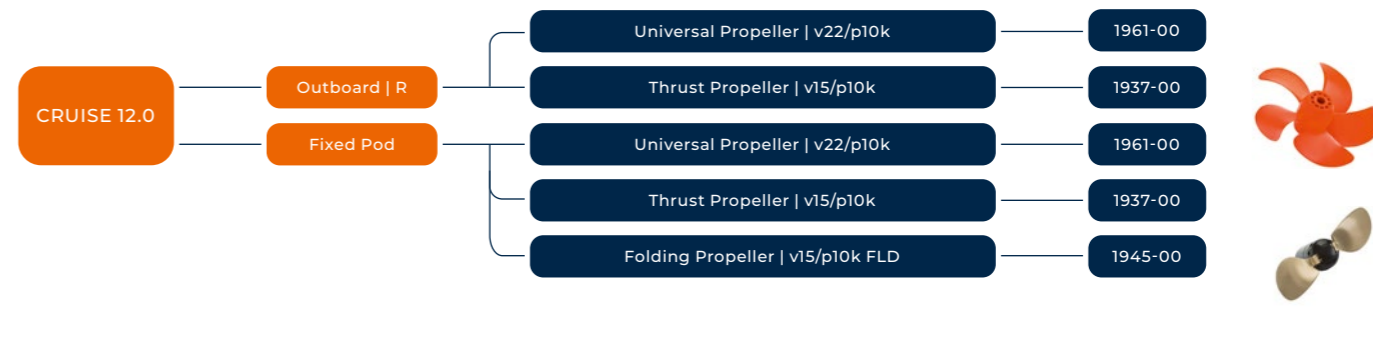 CRUISE 12.0
Outboard | R
Universal Propeller | v22/p10k
1961-00
Thrust Propeller | v15/p10k
1937-00
Fixed Pod
Universal Propeller | v22/p10k
1961-00
Thrust Propeller | v15/p10k
1937-00
Folding Propeller | v15/p10k FLD
1945-00